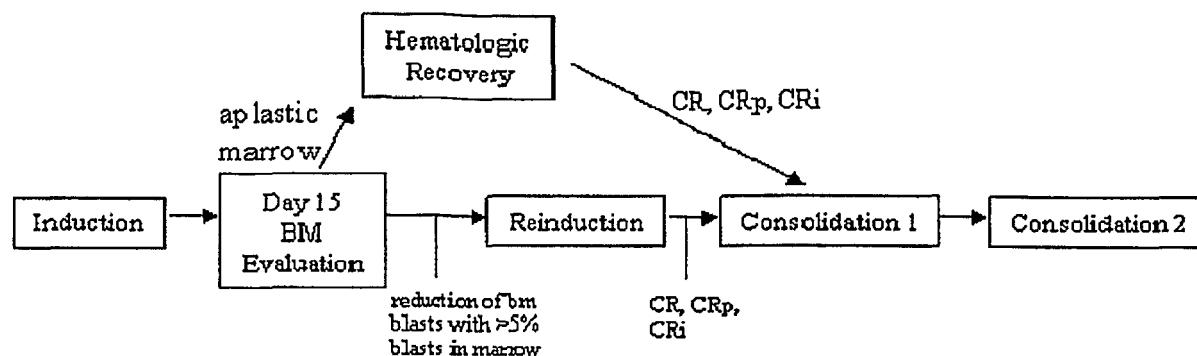 Hematologic
Recovery
aplastic
marrow
CR, CRp, CRi
Induction
Day 15
BM
Evaluation
Reinduction
Consolidation 1
Consolidation 2
reduction of bm
blasts with >5%
blasts in marrow
CR, CRp,
CRi